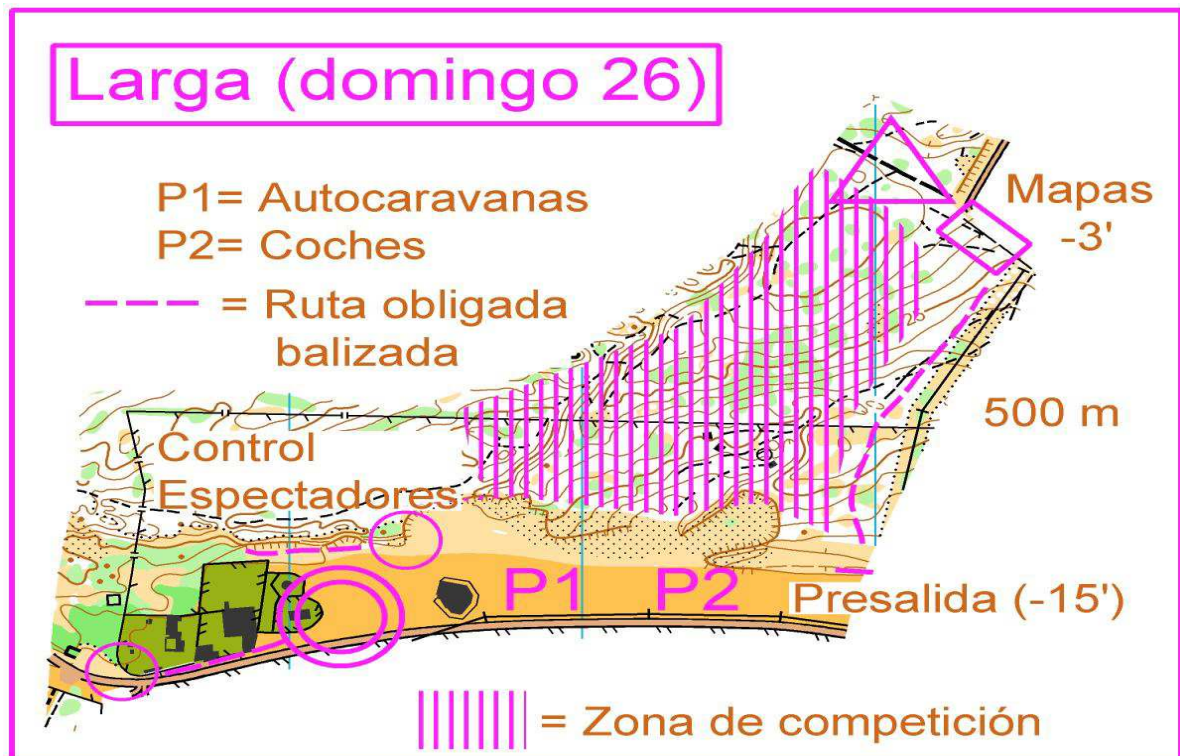 Larga (domingo 26)
P1= Autocaravanas
P2= Coches
= Ruta obligada
balizada
Mapas
-3'
500 m
Control
Espectadores
P1 P2
Presalida (-15')
= Zona de competición